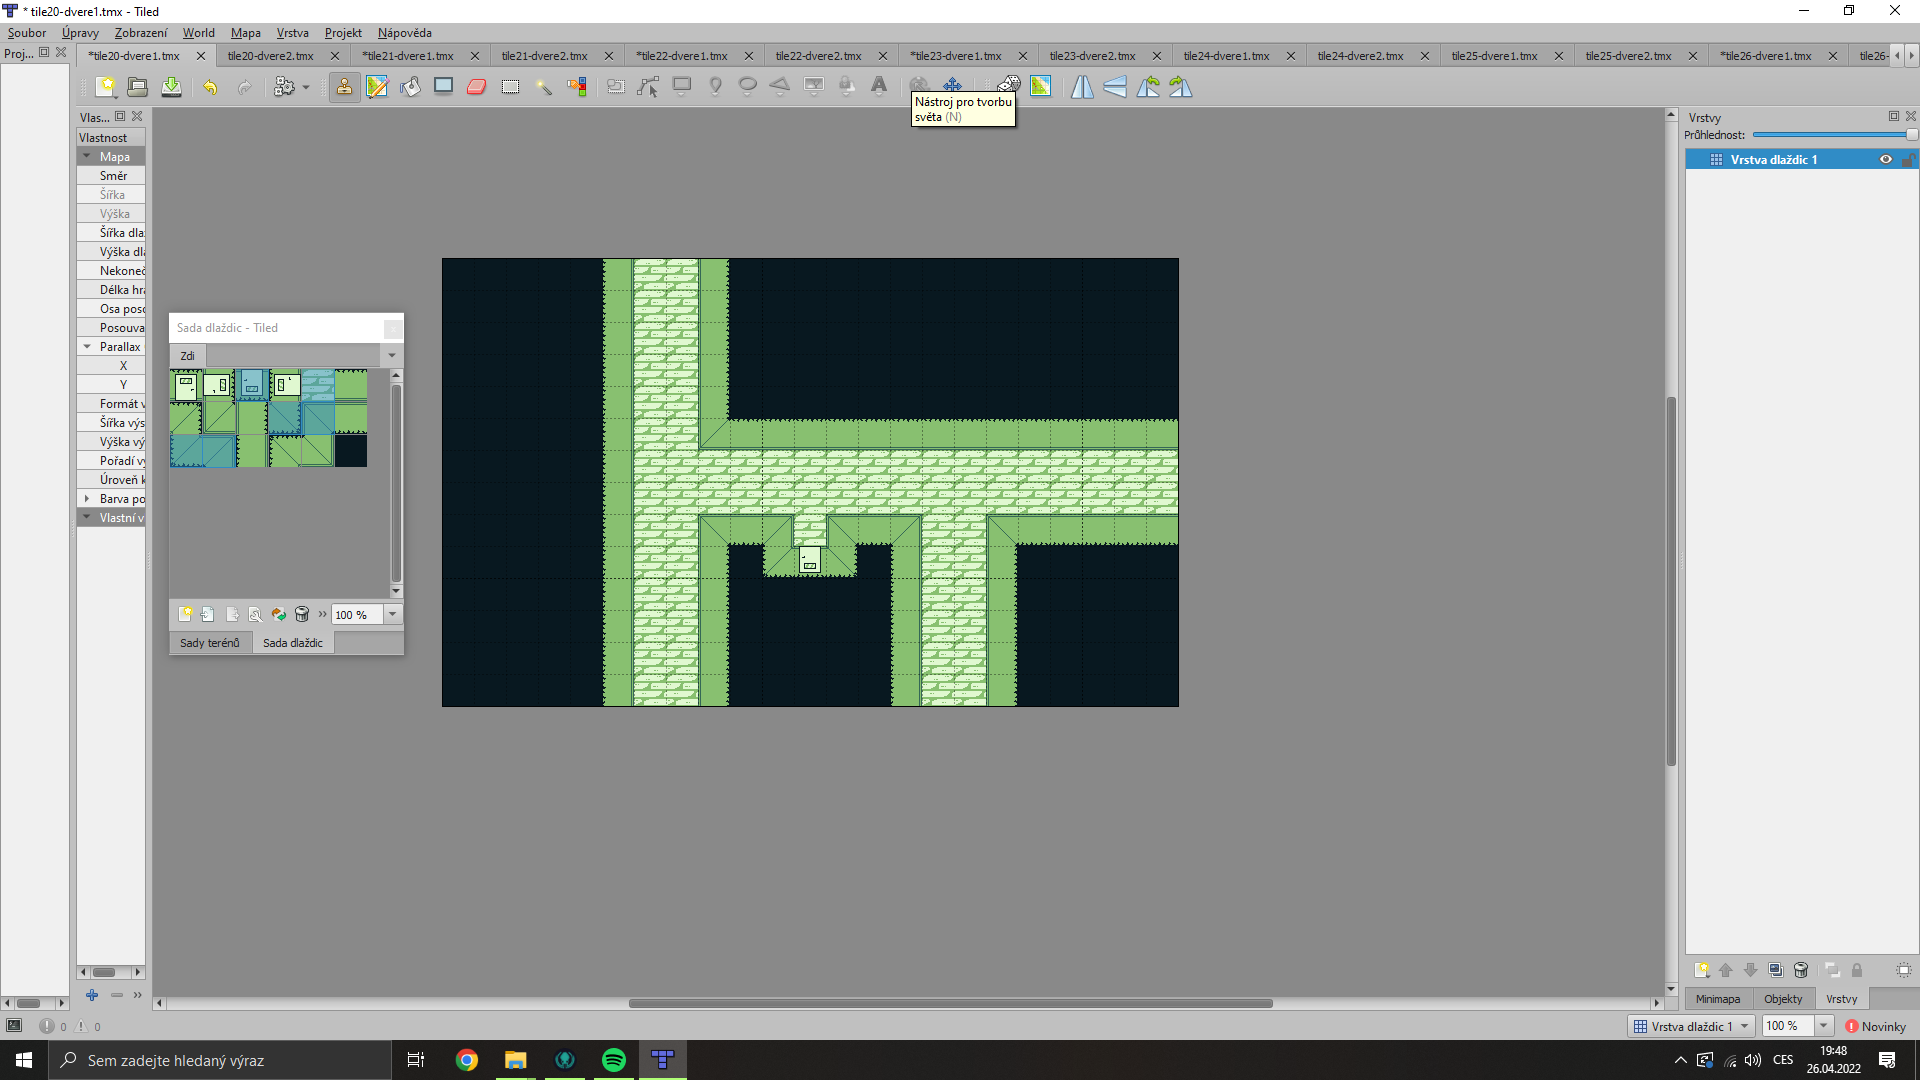 * tile20-dvere1.tmx - Tiled
Soubor Úpravy Zobrazení World Mapa Vrstva Projekt Nápověda
Proj...
*tile20-dvere1.tmx tile20-dvere2.tmx *tile21-dvere1.tmx tile21-dvere2.tmx *tile22-dvere1.tmx tile22-dvere2.tmx *tile23-dvere1.tmx tile23-dvere2.tmx tile24-dvere1.tmx tile24-dvere2.tmx tile25-dvere1.tmx tile25-dvere2.tmx *tile26-dvere1.tmx tile26-
Nástroj pro tvorbu
světa (N)
Vlas...
Vlastnost
Mapa
Směr
Šířka
Výška
Šířka dla
Výška dl
Nekoneč
Délka hr
Osa poso
Posouva
Parallax
X
Y
Formát v
Šířka výs
Výška vý
Pořadí vy
Úroveň k
Barva po
Vlastní v
Sada dlaždic - Tiled
Zdi
100 %
Sady terénů Sada dlaždic
Vrstvy
Průhlednost:
Vrstva dlaždic 1
Minimapa Objekty Vrstvy
0 0
Vrstva dlaždic 1 100 % Novinky
Sem zadejte hledaný výraz
CES
19:48
26.04.2022